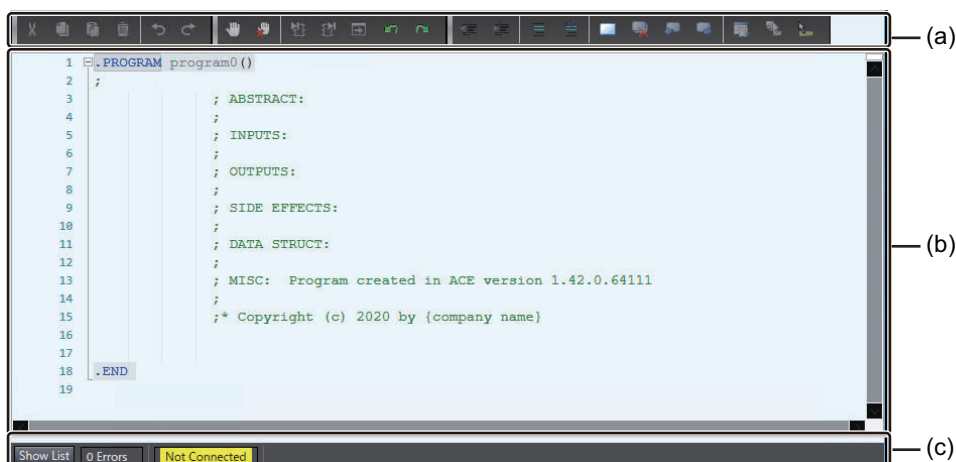 (a)
1 .PROGRAM program0()
2 ;
3 ; ABSTRACT:
4 ;
5 ; INPUTS:
6 ;
7 ; OUTPUTS:
8 ;
9 ; SIDE EFFECTS:
10 ;
11 ; DATA STRUCT:
12 ;
13 ; MISC:  Program created in ACE version 1.42.0.64111
14 ;
15 ;* Copyright (c) 2020 by {company name}
16
17
18 .END
19
(b)
Show List 0 Errors Not Connected
(c)